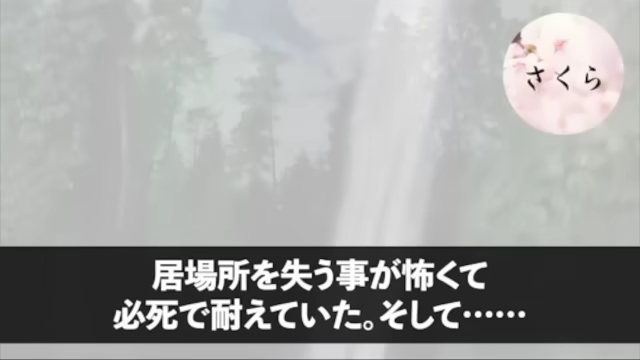 さくら
居場所を失う事が怖くて
必死で耐えていた。そして……